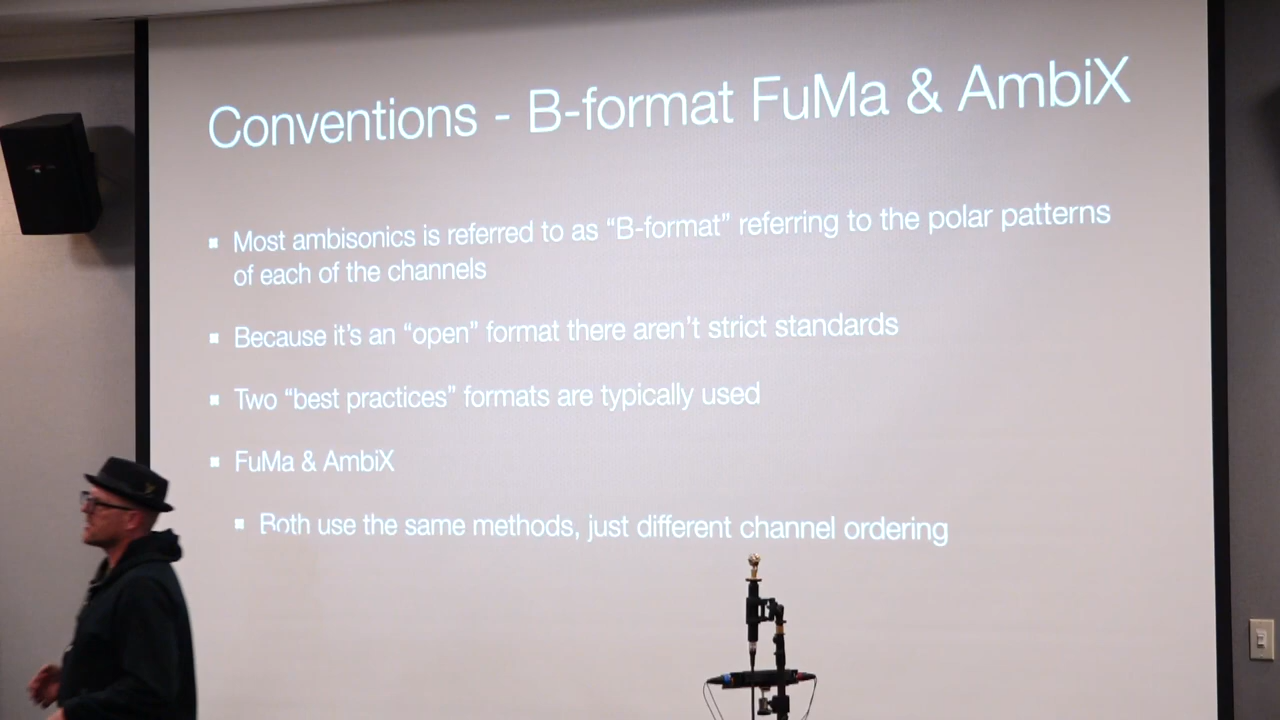 Conventions - B-format FuMa & AmbiX
Most ambisonics is referred to as “B-format” referring to the polar patterns
of each of the channels
Because it’s an “open” format there aren’t strict standards
Two “best practices” formats are typically used
FuMa & AmbiX
Both use the same methods, just different channel ordering